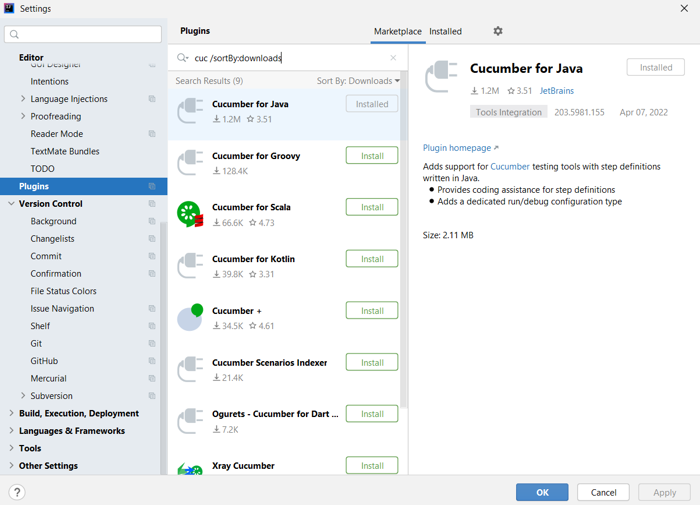 Settings
Editor
GUI Designer
Intentions
Language Injections
Proofreading
Reader Mode
TextMate Bundles
TODO
Plugins
Version Control
Background
Changelists
Commit
Confirmation
File Status Colors
Issue Navigation
Shelf
Git
GitHub
Mercurial
Subversion
Build, Execution, Deployment
Languages & Frameworks
Tools
Other Settings
Plugins
Marketplace
Installed
cuc /sortBy:downloads
Search Results (9)
Sort By: Downloads
Cucumber for Java
1.2M 3.51
Installed
Cucumber for Groovy
128.4K
Install
Cucumber for Scala
66.6K 4.73
Install
Cucumber for Kotlin
39.8K 3.31
Install
Cucumber +
34.5K 4.61
Install
Cucumber Scenarios Indexer
21.4K
Install
Ogurets - Cucumber for Dart ...
7.2K
Install
Xray Cucumber
Install
Cucumber for Java
Installed
1.2M 3.51 JetBrains
Tools Integration 203.5981.155 Apr 07, 2022
Plugin homepage
Adds support for Cucumber testing tools with step definitions
written in Java.
Provides coding assistance for step definitions
Adds a dedicated run/debug configuration type
Size: 2.11 MB
?
OK
Cancel
Apply